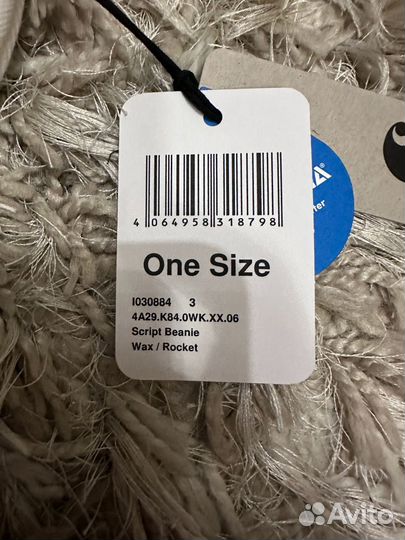 4 064958 318798
One Size
I030884 3
4A29.K84.0WK.XX.06
Script Beanie
Wax / Rocket
Avito